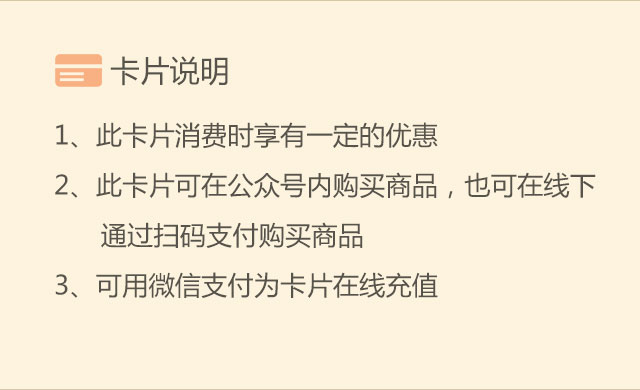 卡片说明
1、此卡片消费时享有一定的优惠
2、此卡片可在公众号内购买商品，也可在线下
通过扫码支付购买商品
3、可用微信支付为卡片在线充值